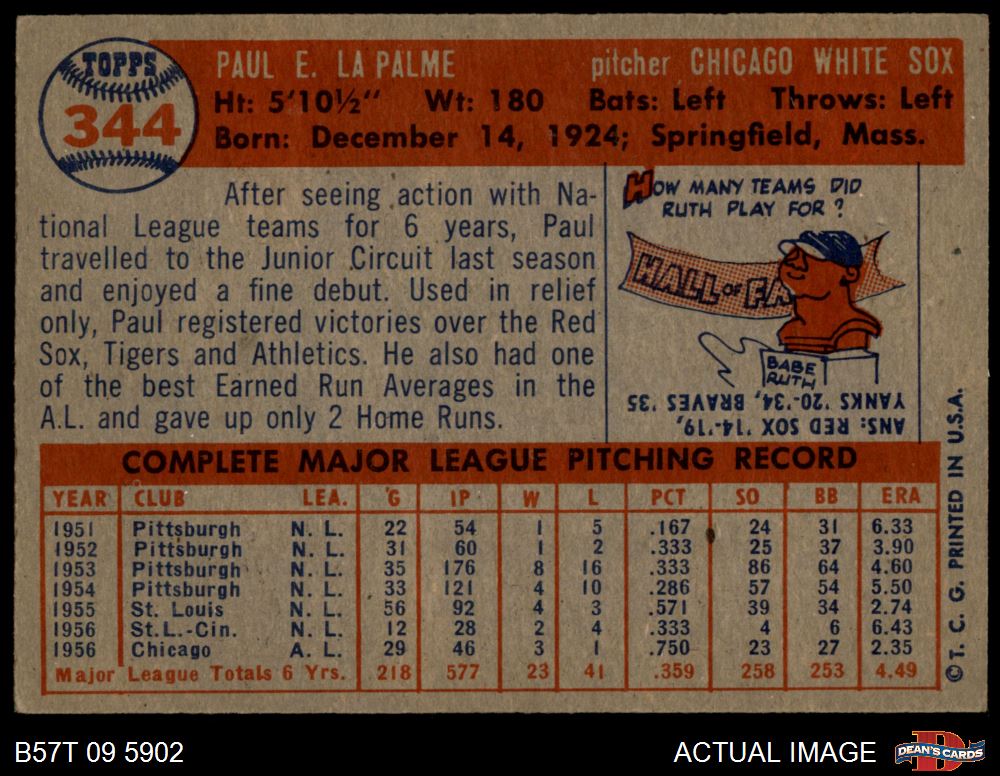 TOPPS
344
PAUL E. LA PALME pitcher CHICAGO WHITE SOX
Ht: 5'10½" Wt: 180 Bats: Left Throws: Left
Born: December 14, 1924; Springfield, Mass.
After seeing action with Na-
tional League teams for 6 years, Paul
travelled to the Junior Circuit last season
and enjoyed a fine debut. Used in relief
only, Paul registered victories over the Red
Sox, Tigers and Athletics. He also had one
of the best Earned Run Averages in the
A.L. and gave up only 2 Home Runs.
HOW MANY TEAMS DID
RUTH PLAY FOR?
HALL OF FA
BABE
RUTH
ANS: RED SOX '14-'19,
YANKS '20-'34, BRAVES '35
COMPLETE MAJOR LEAGUE PITCHING RECORD
YEAR CLUB LEA. G IP W L PCT SO BB ERA
1951 Pittsburgh N. L. 22 54 1 5 .167 24 31 6.33
1952 Pittsburgh N. L. 31 60 1 2 .333 25 37 3.90
1953 Pittsburgh N. L. 35 176 8 16 .333 86 64 4.60
1954 Pittsburgh N. L. 33 121 4 10 .286 57 54 5.50
1955 St. Louis N. L. 56 92 4 3 .571 39 34 2.74
1956 St.L.-Cin. N. L. 12 28 2 4 .333 4 6 6.43
1956 Chicago A. L. 29 46 3 1 .750 23 27 2.35
Major League Totals 6 Yrs. 218 577 23 41 .359 258 253 4.49
©T. C. G. PRINTED IN U.S.A.
B57T 09 5902
ACTUAL IMAGE
D
DEAN'S CARDS